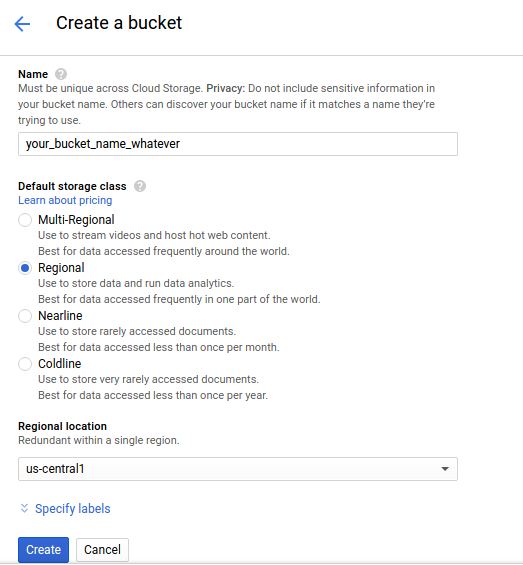 Create a bucket
Name ?
Must be unique across Cloud Storage. Privacy: Do not include sensitive information in
your bucket name. Others can discover your bucket name if it matches a name they're
trying to use.
your_bucket_name_whatever
Default storage class ?
Learn about pricing
Multi-Regional
Use to stream videos and host hot web content.
Best for data accessed frequently around the world.
Regional
Use to store data and run data analytics.
Best for data accessed frequently in one part of the world.
Nearline
Use to store rarely accessed documents.
Best for data accessed less than once per month.
Coldline
Use to store very rarely accessed documents.
Best for data accessed less than once per year.
Regional location
Redundant within a single region.
us-central1
Specify labels
Create Cancel